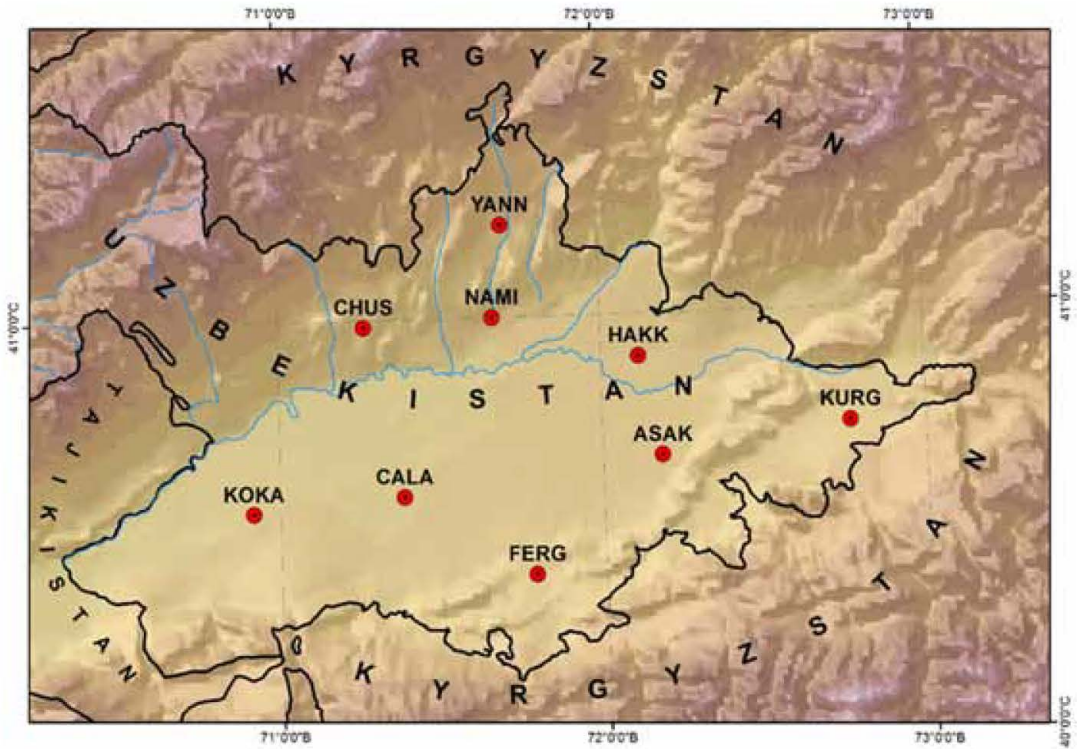 71°0'0"В
72°0'0"В
73°0'0"В
KYRGYZSTAN
YANN
CHUS
NAMI
HAKK
41°0'0"С
41°0'0"С
UZBEKISTAN
KURG
ASAK
CALA
KOKA
FERG
TAJIKISTAN
KYRGYZSTAN
40°0'0"С
71°0'0"В
72°0'0"В
73°0'0"В